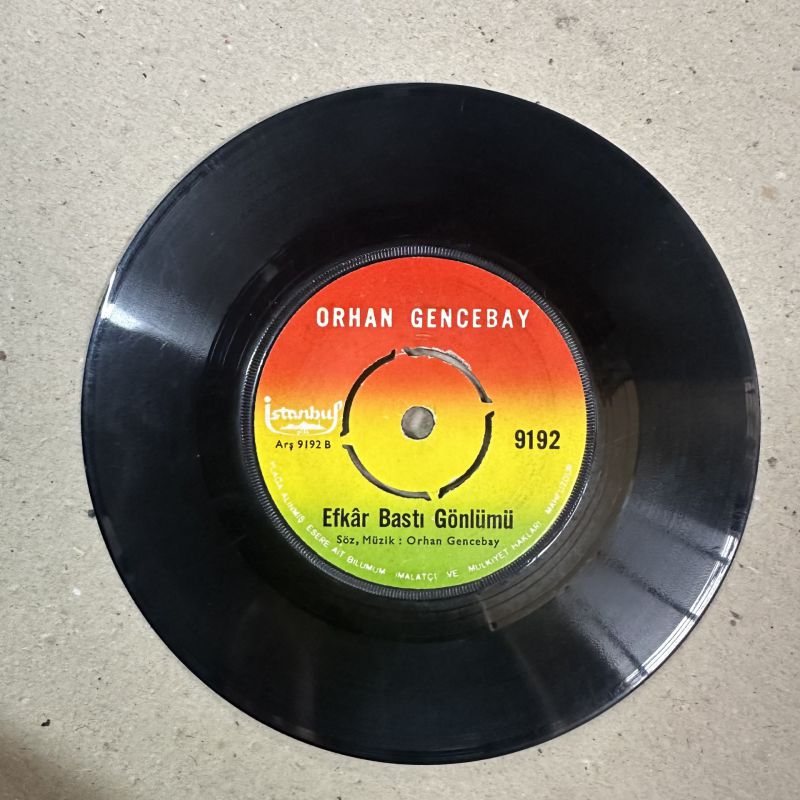 ORHAN GENCEBAY
İstanbul
Arş 9192 B
9192
Efkâr Bastı Gönlümü
Söz, Müzik : Orhan Gencebay
PLAĞA ALINMIŞ ESERE AİT BİLUMUM İMALATÇI VE MÜLKİYET HAKLARI MAHFUZDUR